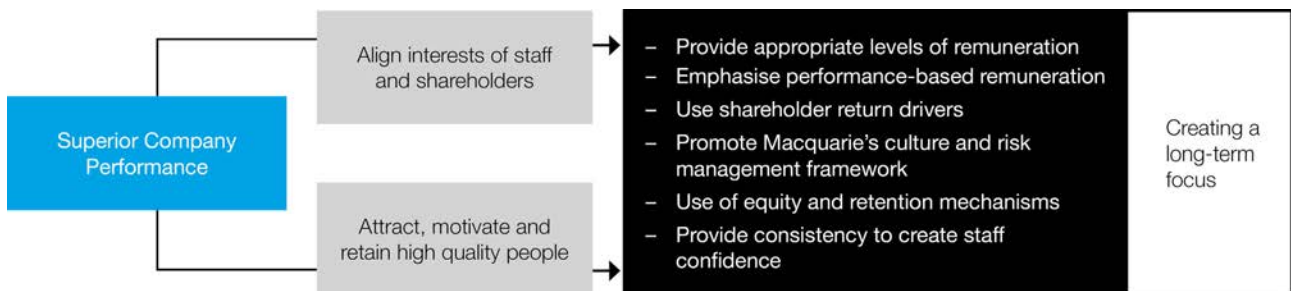 Superior Company
Performance
Align interests of staff
and shareholders
Attract, motivate and
retain high quality people
– Provide appropriate levels of remuneration
– Emphasise performance-based remuneration
– Use shareholder return drivers
– Promote Macquarie's culture and risk
management framework
– Use of equity and retention mechanisms
– Provide consistency to create staff
confidence
Creating a
long-term
focus